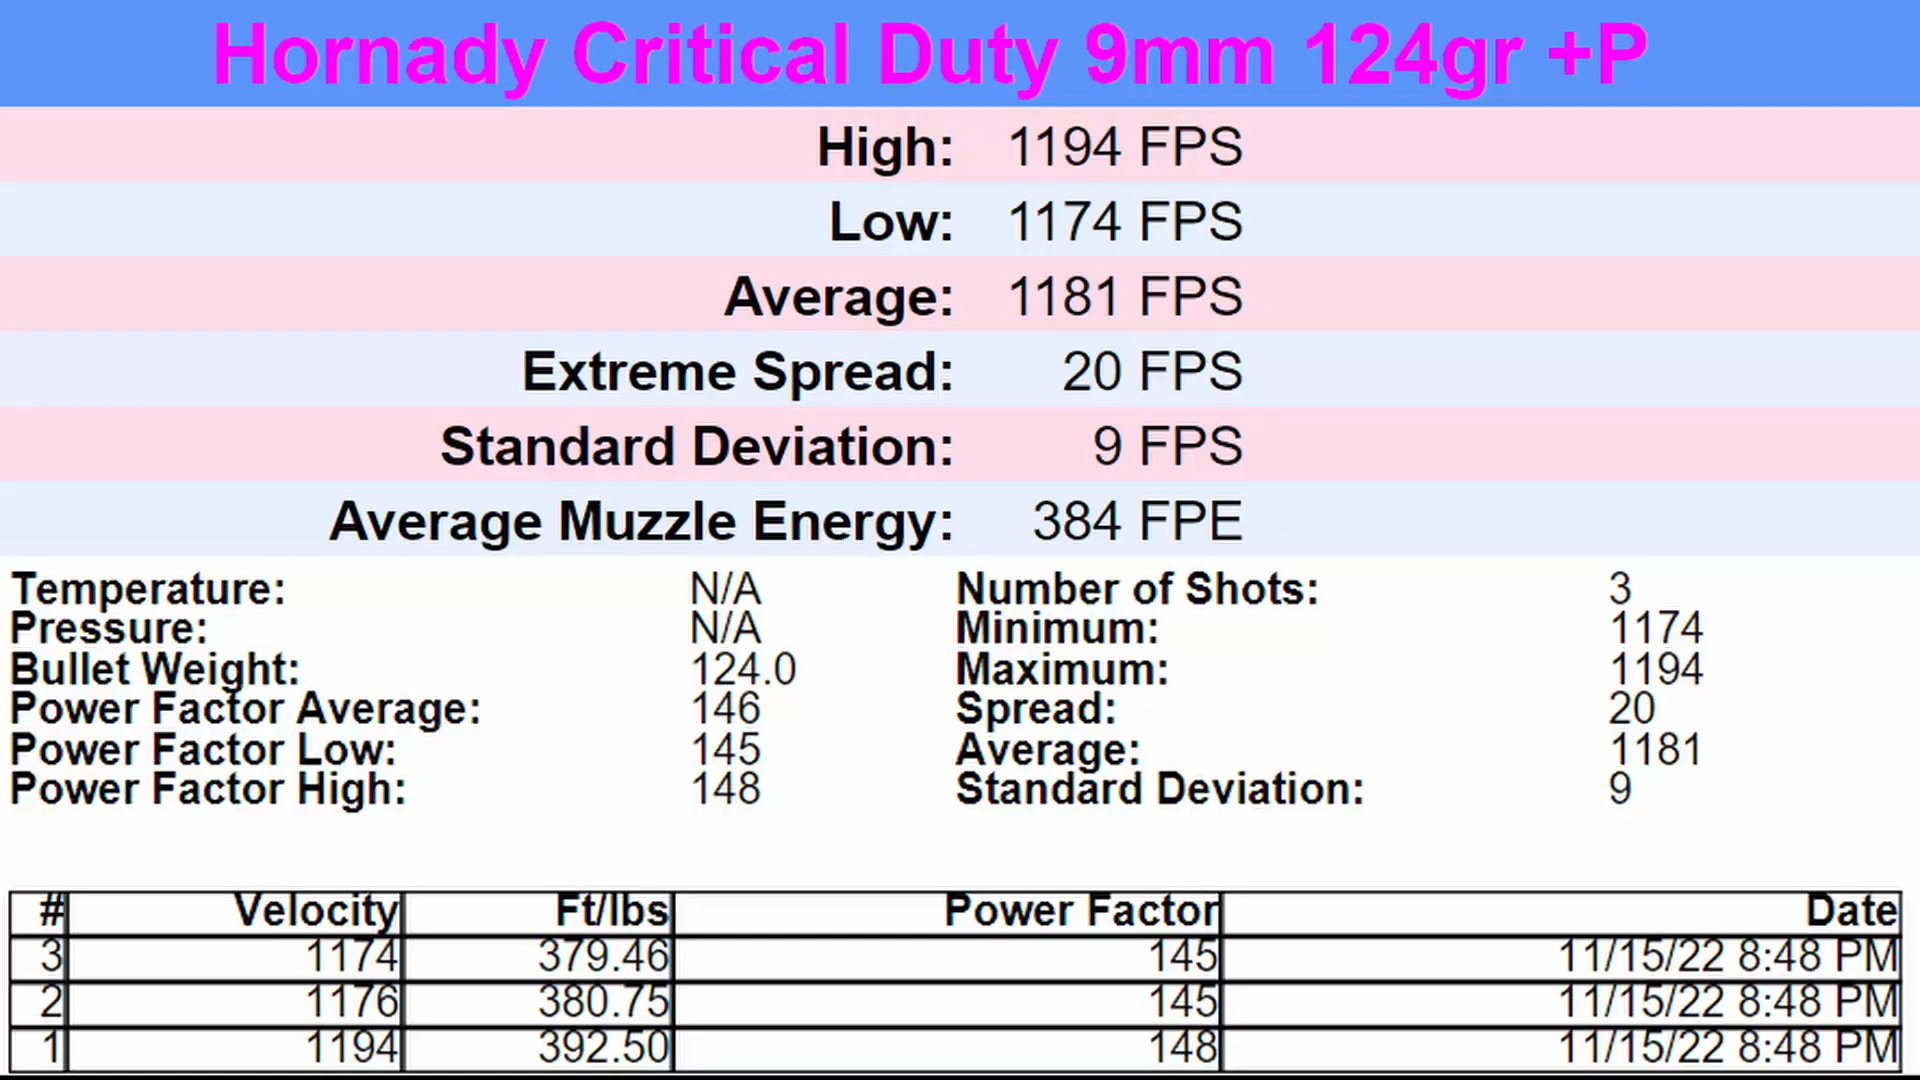 Hornady Critical Duty 9mm 124gr +P
High: 1194 FPS
Low: 1174 FPS
Average: 1181 FPS
Extreme Spread: 20 FPS
Standard Deviation: 9 FPS
Average Muzzle Energy: 384 FPE
Temperature: N/A Number of Shots: 3
Pressure: N/A Minimum: 1174
Bullet Weight: 124.0 Maximum: 1194
Power Factor Average: 146 Spread: 20
Power Factor Low: 145 Average: 1181
Power Factor High: 148 Standard Deviation: 9
# Velocity Ft/lbs Power Factor Date
3 1174 379.46 145 11/15/22 8:48 PM
2 1176 380.75 145 11/15/22 8:48 PM
1 1194 392.50 148 11/15/22 8:48 PM